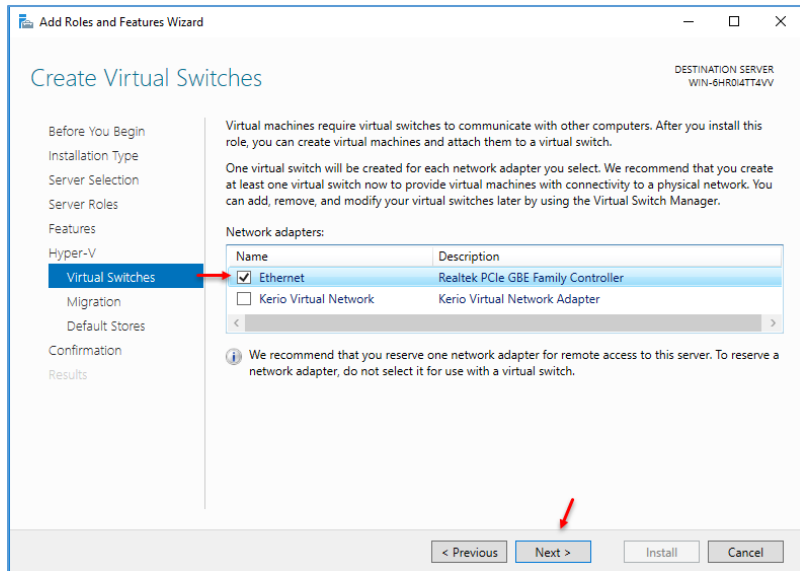 Add Roles and Features Wizard
Create Virtual Switches
DESTINATION SERVER
WIN-6HR0I4TT4VV
Before You Begin
Installation Type
Server Selection
Server Roles
Features
Hyper-V
Virtual Switches
Migration
Default Stores
Confirmation
Results
Virtual machines require virtual switches to communicate with other computers. After you install this
role, you can create virtual machines and attach them to a virtual switch.
One virtual switch will be created for each network adapter you select. We recommend that you create
at least one virtual switch now to provide virtual machines with connectivity to a physical network. You
can add, remove, and modify your virtual switches later by using the Virtual Switch Manager.
Network adapters:
Name Description
Ethernet Realtek PCIe GBE Family Controller
Kerio Virtual Network Kerio Virtual Network Adapter
We recommend that you reserve one network adapter for remote access to this server. To reserve a
network adapter, do not select it for use with a virtual switch.
< Previous Next > Install Cancel